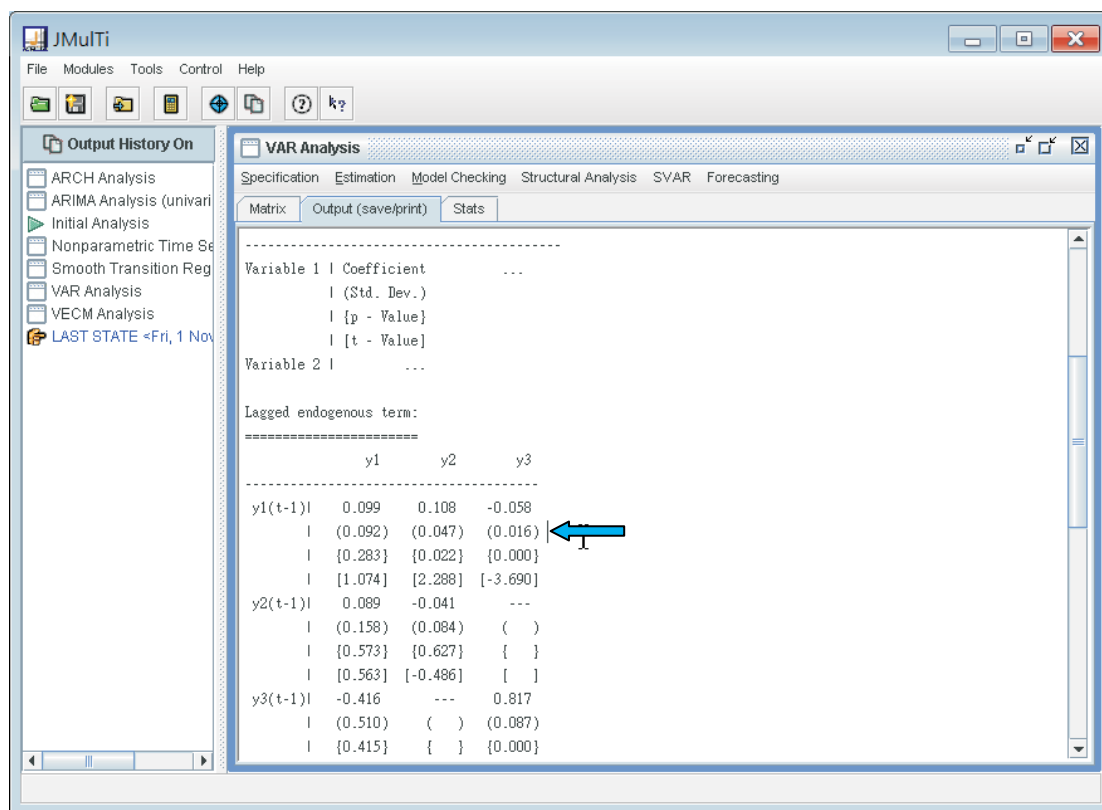 JMulTi
File Modules Tools Control Help
Output History On
ARCH Analysis
ARIMA Analysis (univari
Initial Analysis
Nonparametric Time Se
Smooth Transition Reg
VAR Analysis
VECM Analysis
LAST STATE <Fri, 1 Nov
VAR Analysis
Specification Estimation Model Checking Structural Analysis SVAR Forecasting
Matrix Output (save/print) Stats
------------------------------------------
Variable 1 | Coefficient ...
| (Std. Dev.)
| {p - Value}
| [t - Value]
Variable 2 | ...
Lagged endogenous term:
=======================
y1 y2 y3
---------------------------------------
y1(t-1)| 0.099 0.108 -0.058
| (0.092) (0.047) (0.016)
| {0.283} {0.022} {0.000}
| [1.074] [2.288] [-3.690]
y2(t-1)| 0.089 -0.041 ---
| (0.158) (0.084) ( )
| {0.573} {0.627} { }
| [0.563] [-0.486] [ ]
y3(t-1)| -0.416 --- 0.817
| (0.510) ( ) (0.087)
| {0.415} { } {0.000}